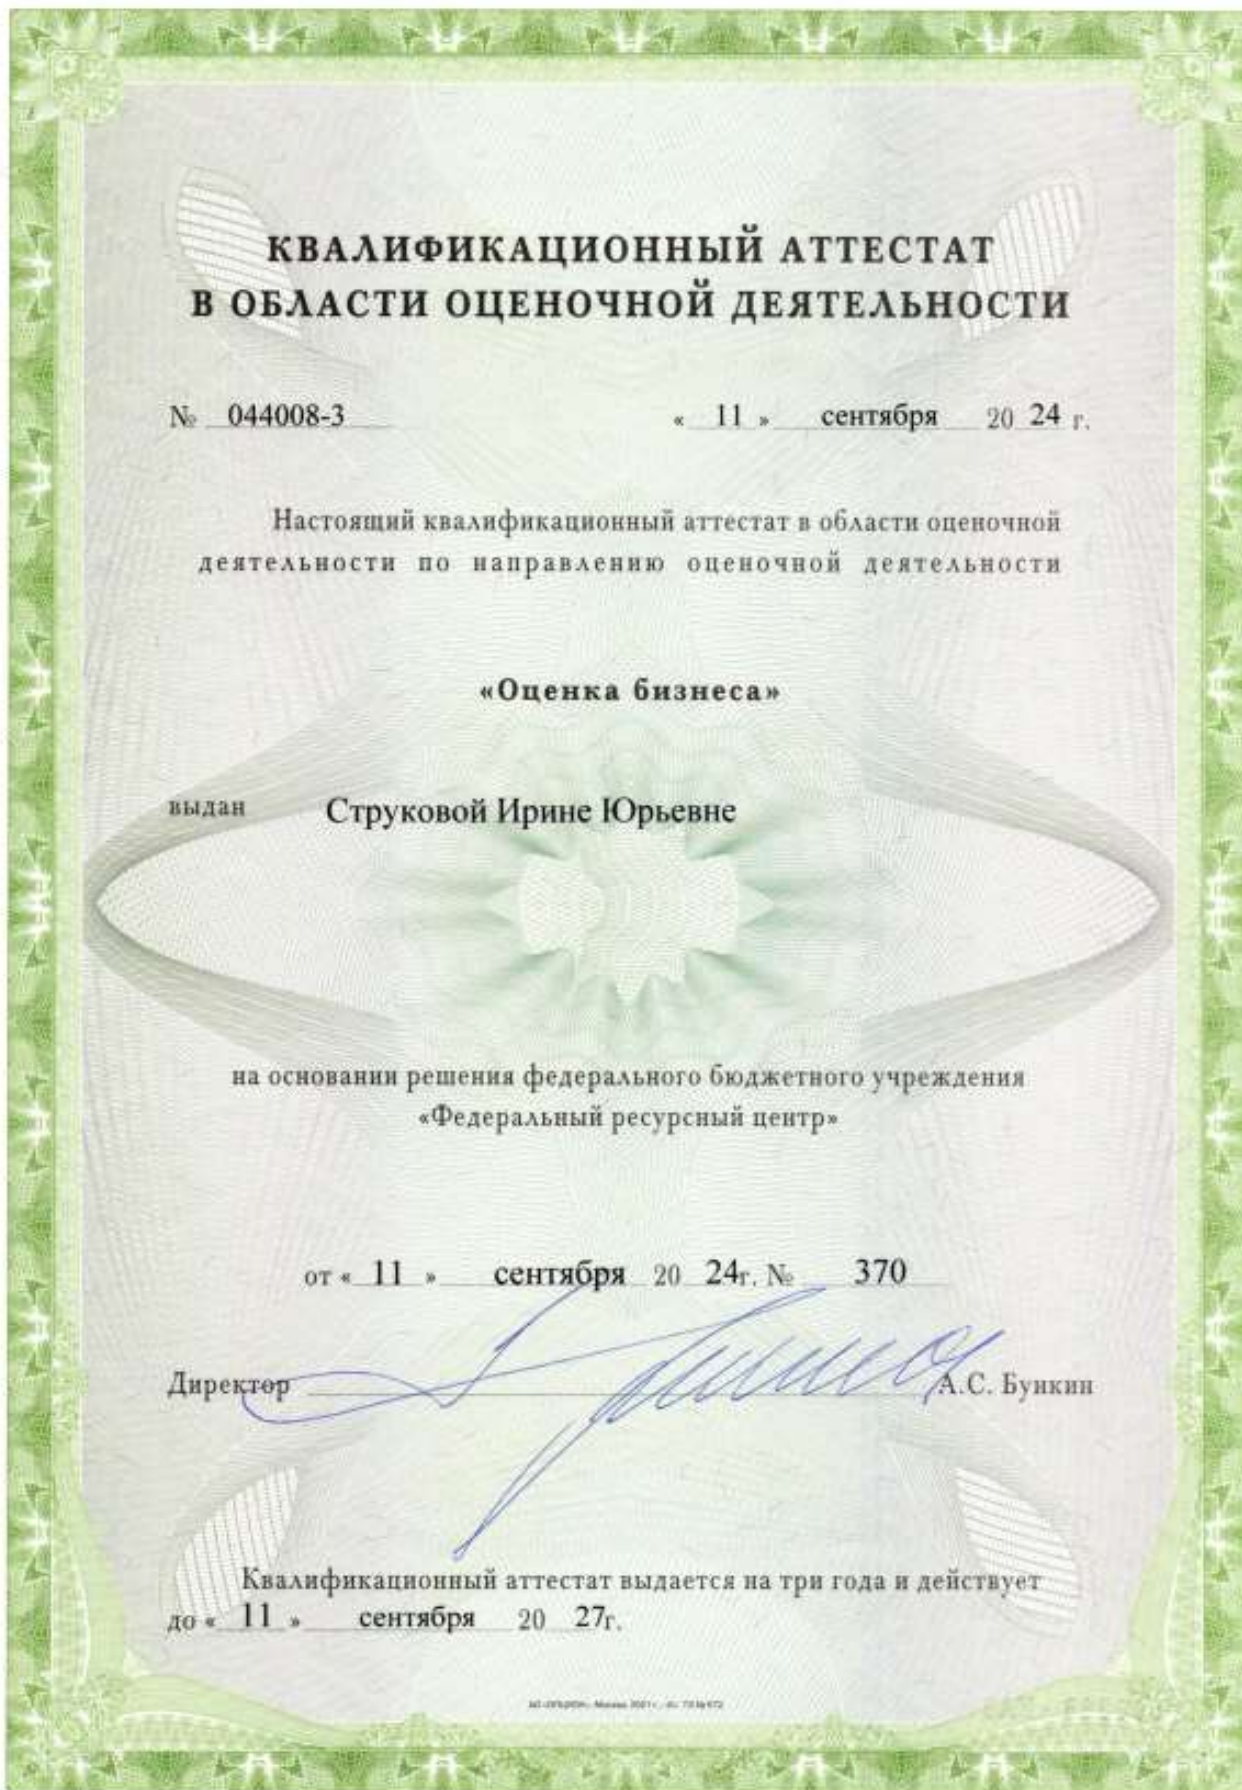 КВАЛИФИКАЦИОННЫЙ АТТЕСТАТ
В ОБЛАСТИ ОЦЕНОЧНОЙ ДЕЯТЕЛЬНОСТИ
№ 044008-3 « 11 » сентября 20 24 г.
Настоящий квалификационный аттестат в области оценочной
деятельности по направлению оценочной деятельности
«Оценка бизнеса»
выдан Струковой Ирине Юрьевне
на основании решения федерального бюджетного учреждения
«Федеральный ресурсный центр»
от « 11 » сентября 20 24г. № 370
Директор А.С. Бункин
Квалификационный аттестат выдается на три года и действует
до « 11 » сентября 20 27г.
Москва